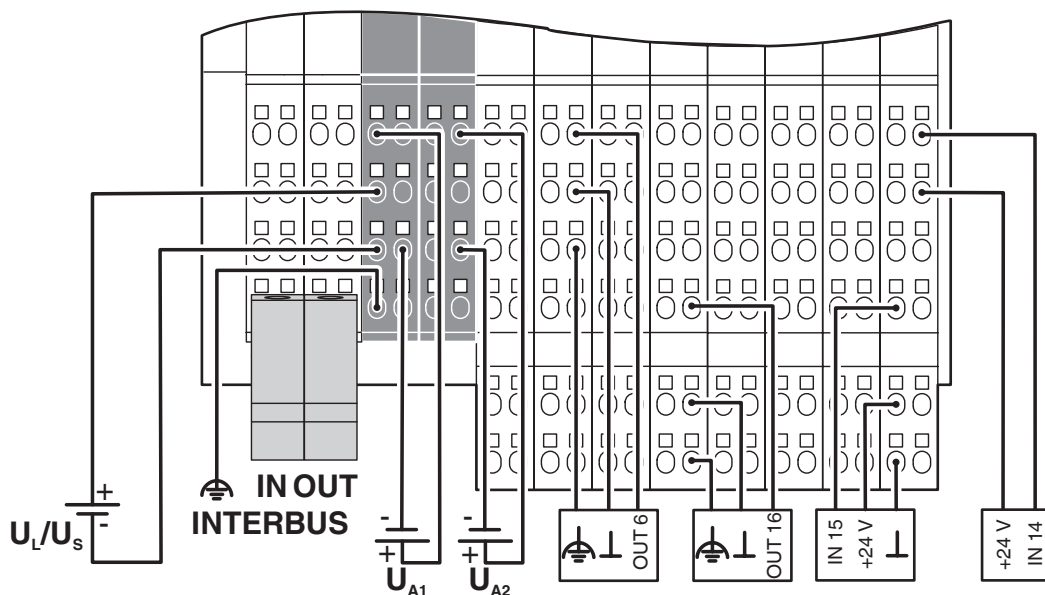 IN OUT
INTERBUS
+
-
U_L/U_S
-
+
U_A1
-
+
U_A2
OUT 6
OUT 16
IN 15
+24 V
+24 V
IN 14